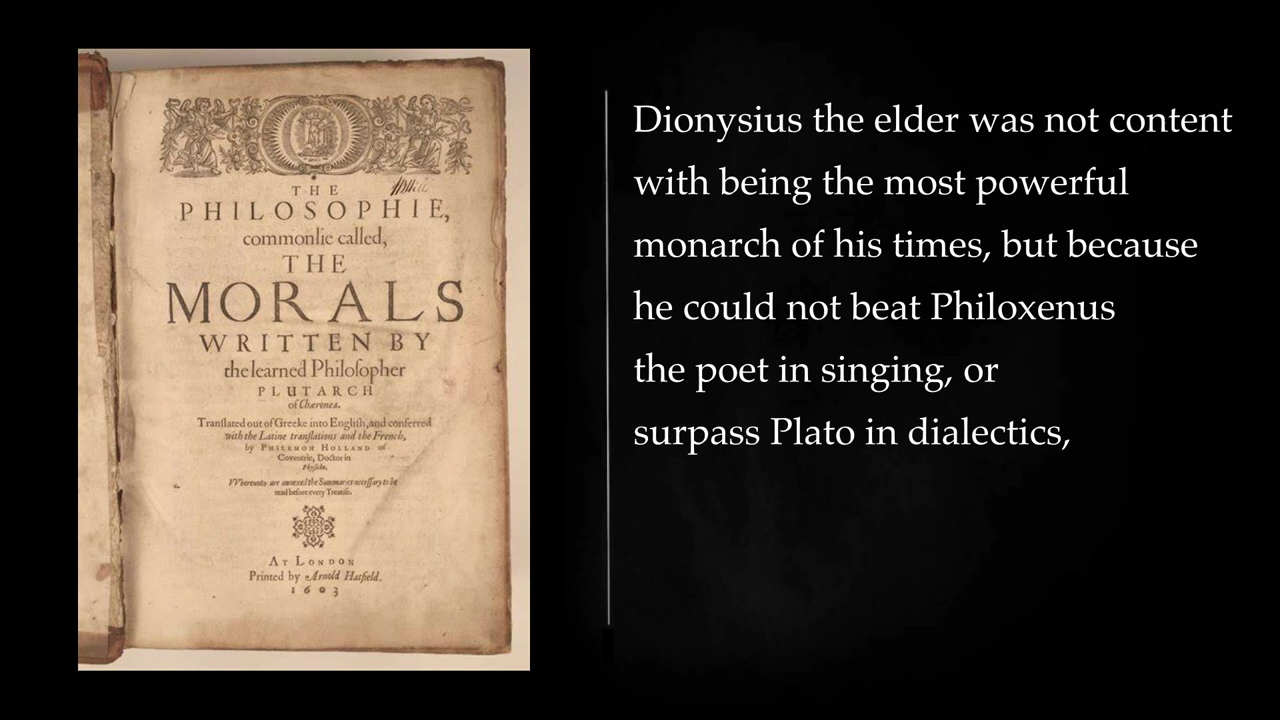 THE
PHILOSOPHIE,
commonlie called,
THE
MORALS
WRITTEN BY
the learned Philoſopher
PLUTARCH
of Chæronea.
Tranſlated out of Greeke into Engliſh, and conferred
with the Latine tranſlations and the French,
by PHILEMON HOLLAND of
Coventrie, Doctor in
Phyſicke.
VVhereunto are annexed the Summaries neceſſary to be
read before every Treatiſe.
AT LONDON
Printed by Arnold Hatfield.
1603
Dionysius the elder was not content
with being the most powerful
monarch of his times, but because
he could not beat Philoxenus
the poet in singing, or
surpass Plato in dialectics,